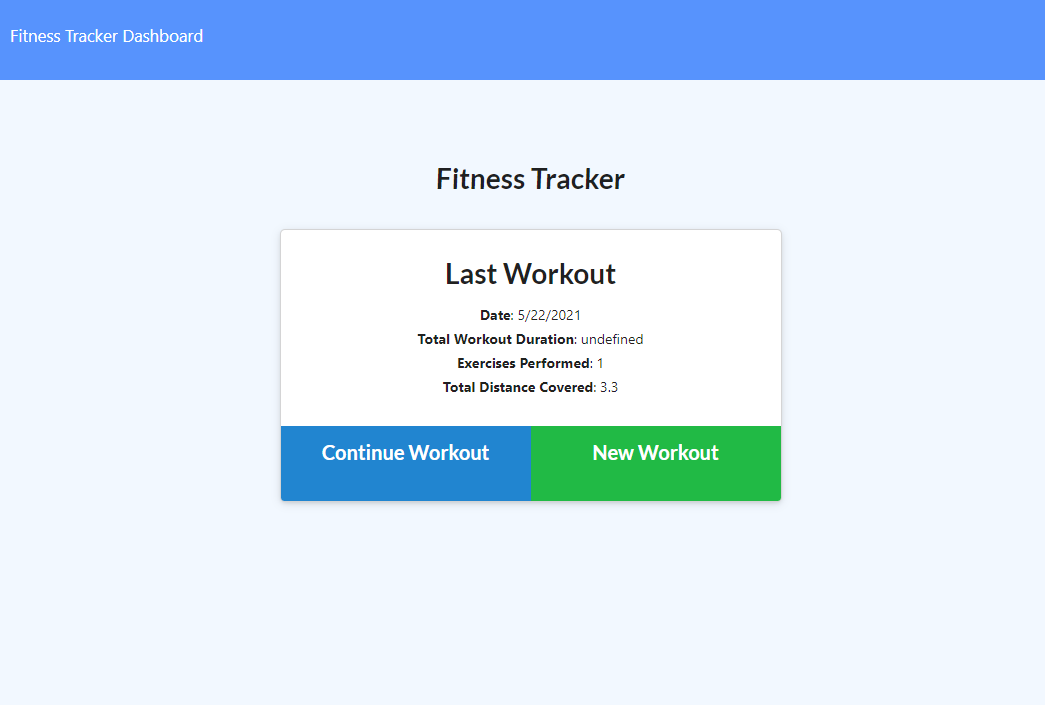 Fitness Tracker Dashboard
Fitness Tracker
Last Workout
Date: 5/22/2021
Total Workout Duration: undefined
Exercises Performed: 1
Total Distance Covered: 3.3
Continue Workout
New Workout